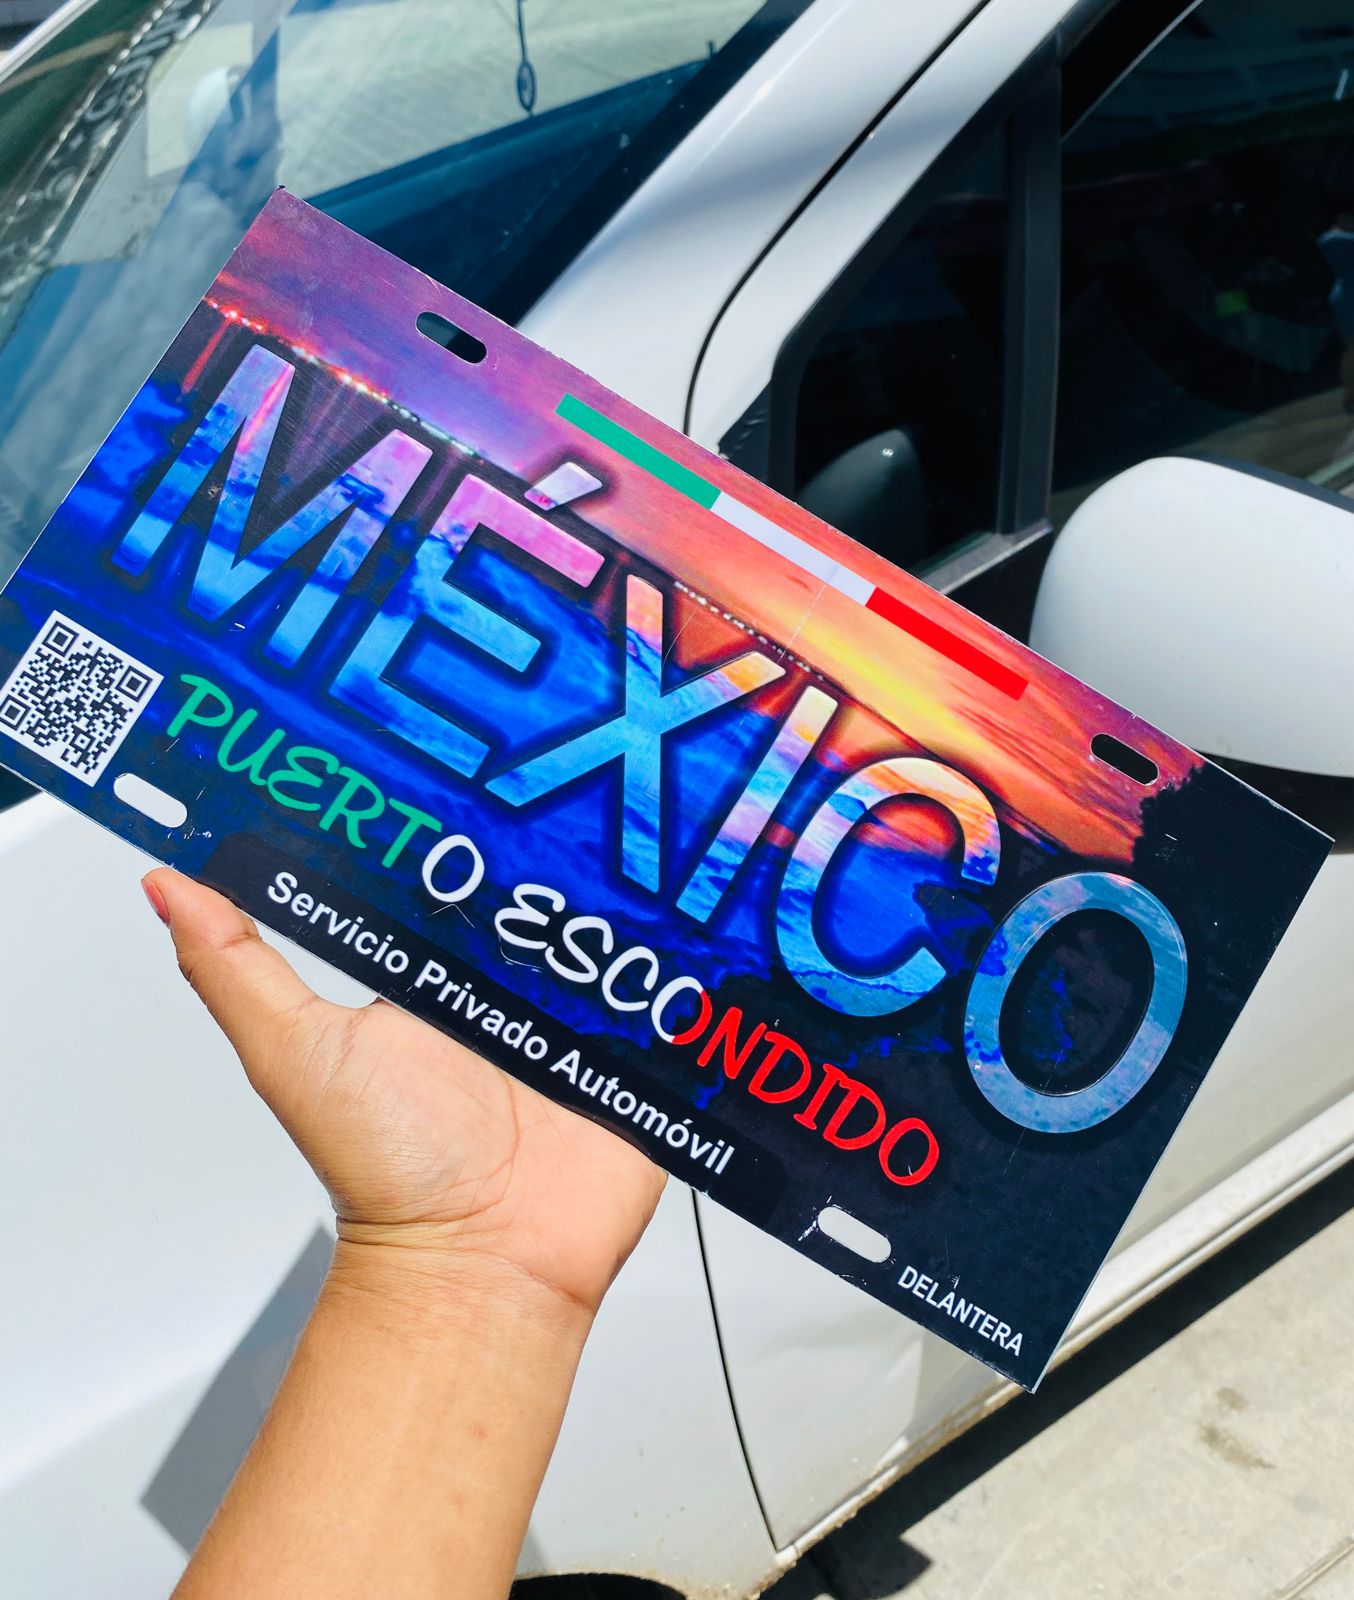 MÉXICO
PUERTO ESCONDIDO
Servicio Privado Automóvil
DELANTERA